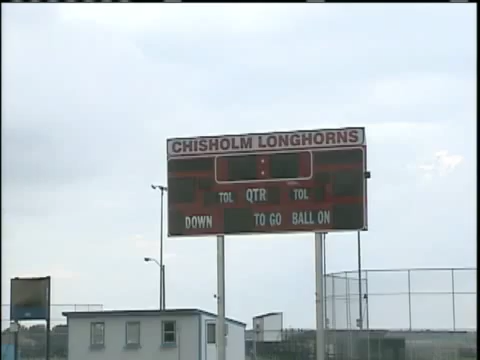 CHISHOLM LONGHORNS
TOL QTR TOL
DOWN TO GO BALL ON